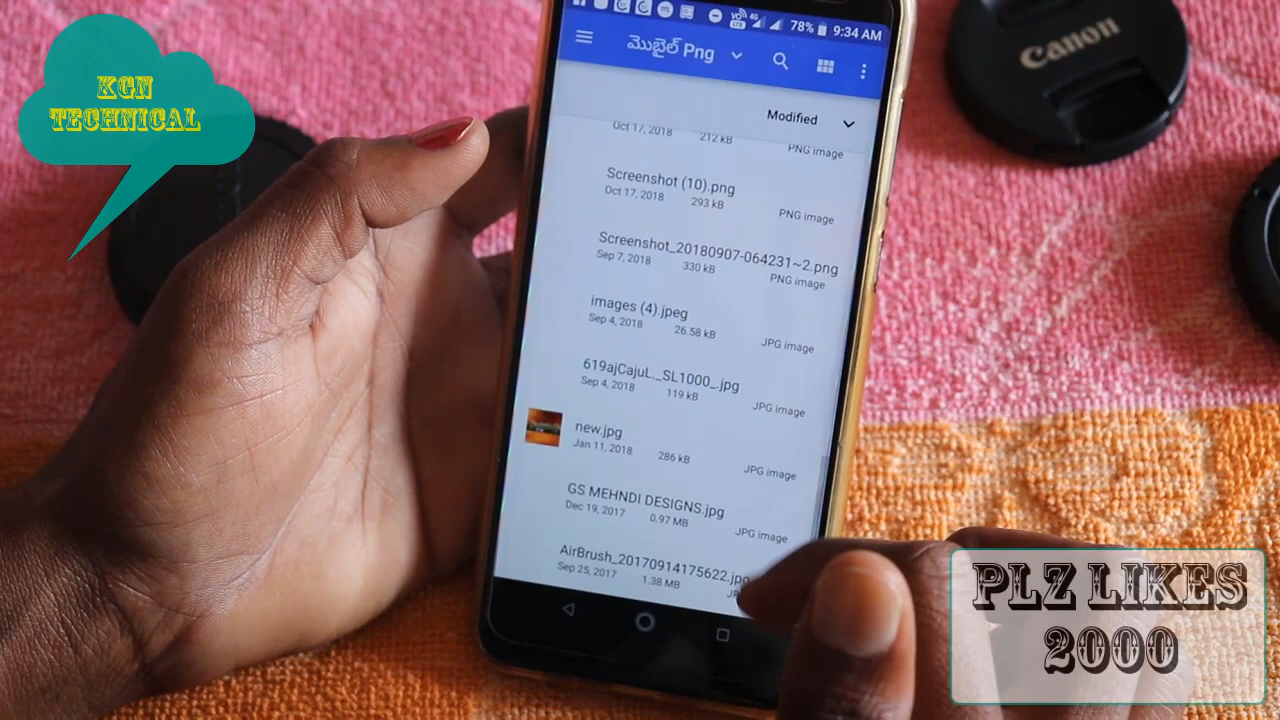 KGN
TECHNICAL
Canon
VO
LTE
4G
78%
9:34 AM
మొబైల్ Png
Modified
Oct 17, 2018
212 kB
PNG image
Screenshot (10).png
Oct 17, 2018
293 kB
PNG image
Screenshot_20180907-064231~2.png
Sep 7, 2018
330 kB
PNG image
images (4).jpeg
Sep 4, 2018
26.58 kB
JPG image
619ajCajuL._SL1000_.jpg
Sep 4, 2018
119 kB
JPG image
new.jpg
Jan 11, 2018
286 kB
JPG image
GS MEHNDI DESIGNS.jpg
Dec 19, 2017
0.97 MB
JPG image
AirBrush_20170914175622.jpg
Sep 25, 2017
1.38 MB
PLZ LIKES
2000